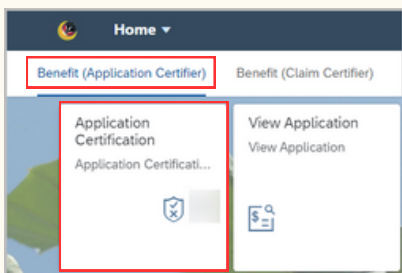 Home
Benefit (Application Certifier) Benefit (Claim Certifier)
Application
Certification
Application Certificati...
View Application
View Application